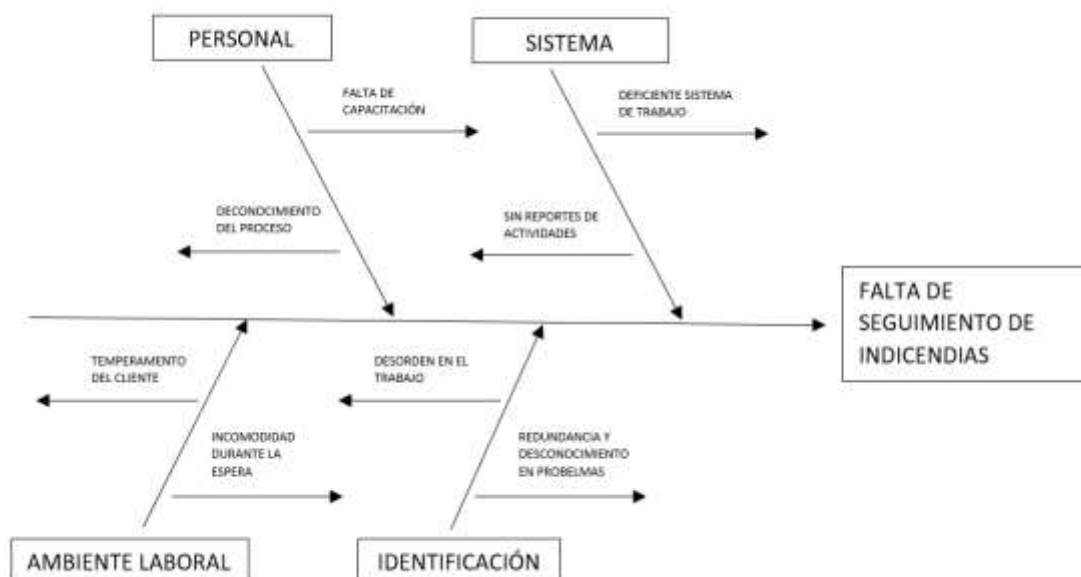 PERSONAL
SISTEMA
FALTA DE
CAPACITACIÓN
DEFICIENTE SISTEMA
DE TRABAJO
DECONOCIMIENTO
DEL PROCESO
SIN REPORTES DE
ACTIVIDADES
FALTA DE
SEGUIMIENTO DE
INDICENDIAS
TEMPERAMENTO
DEL CLIENTE
DESORDEN EN EL
TRABAJO
INCOMODIDAD
DURANTE LA
ESPERA
REDUNDANCIA Y
DESCONOCIMIENTO
EN PROBELMAS
AMBIENTE LABORAL
IDENTIFICACIÓN